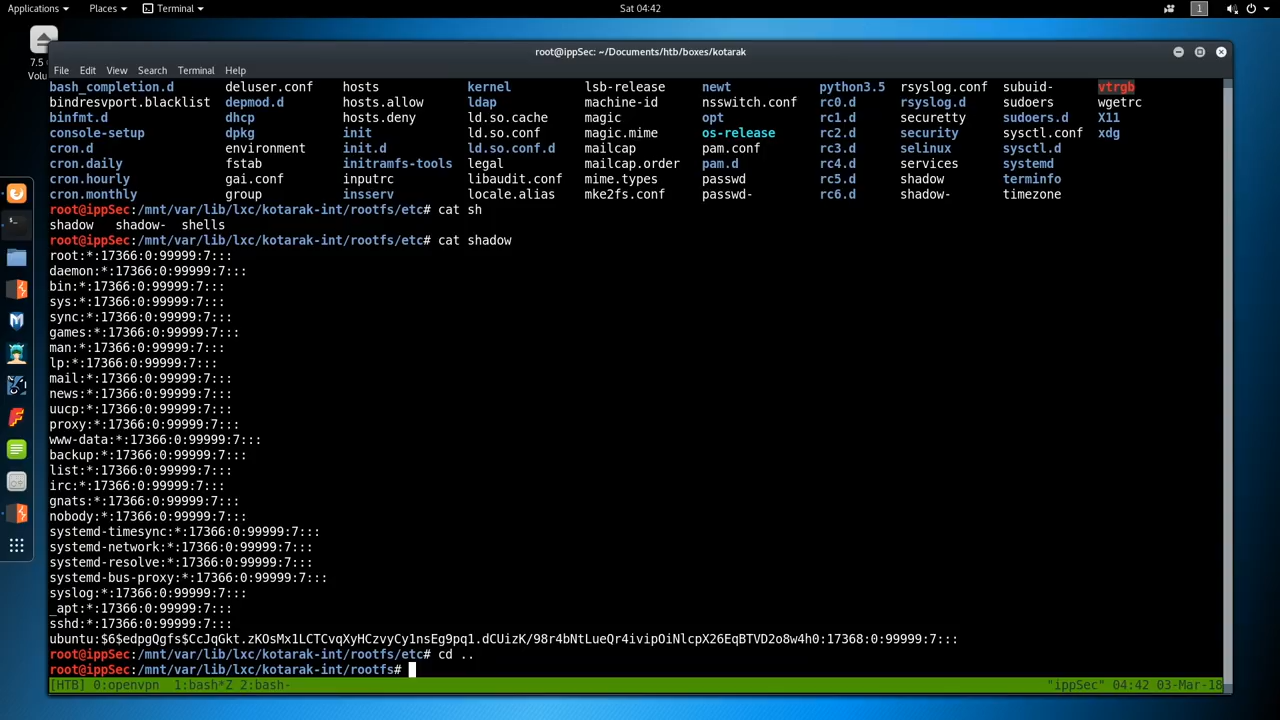 Applications Places Terminal Sat 04:42 1
7.5
Volu
root@ippSec: ~/Documents/htb/boxes/kotarak
File Edit View Search Terminal Help
bash_completion.d deluser.conf hosts kernel lsb-release newt python3.5 rsyslog.conf subuid- vtrgb
bindresvport.blacklist depmod.d hosts.allow ldap machine-id nsswitch.conf rc0.d rsyslog.d sudoers wgetrc
binfmt.d dhcp hosts.deny ld.so.cache magic opt rc1.d securetty sudoers.d X11
console-setup dpkg init ld.so.conf magic.mime os-release rc2.d security sysctl.conf xdg
cron.d environment init.d ld.so.conf.d mailcap pam.conf rc3.d selinux sysctl.d
cron.daily fstab initramfs-tools legal mailcap.order pam.d rc4.d services systemd
cron.hourly gai.conf inputrc libaudit.conf mime.types passwd rc5.d shadow terminfo
cron.monthly group insserv locale.alias mke2fs.conf passwd- rc6.d shadow- timezone
root@ippSec:/mnt/var/lib/lxc/kotarak-int/rootfs/etc# cat sh
shadow shadow- shells
root@ippSec:/mnt/var/lib/lxc/kotarak-int/rootfs/etc# cat shadow
root:*:17366:0:99999:7:::
daemon:*:17366:0:99999:7:::
bin:*:17366:0:99999:7:::
sys:*:17366:0:99999:7:::
sync:*:17366:0:99999:7:::
games:*:17366:0:99999:7:::
man:*:17366:0:99999:7:::
lp:*:17366:0:99999:7:::
mail:*:17366:0:99999:7:::
news:*:17366:0:99999:7:::
uucp:*:17366:0:99999:7:::
proxy:*:17366:0:99999:7:::
www-data:*:17366:0:99999:7:::
backup:*:17366:0:99999:7:::
list:*:17366:0:99999:7:::
irc:*:17366:0:99999:7:::
gnats:*:17366:0:99999:7:::
nobody:*:17366:0:99999:7:::
systemd-timesync:*:17366:0:99999:7:::
systemd-network:*:17366:0:99999:7:::
systemd-resolve:*:17366:0:99999:7:::
systemd-bus-proxy:*:17366:0:99999:7:::
syslog:*:17366:0:99999:7:::
_apt:*:17366:0:99999:7:::
sshd:*:17366:0:99999:7:::
ubuntu:$6$edpgQgfs$CcJqGkt.zKOsMx1LCTCvqXyHCzvyCy1nsEg9pq1.dCUizK/98r4bNtLueQr4ivipOiNlcpX26EqBTVD2o8w4h0:17368:0:99999:7:::
root@ippSec:/mnt/var/lib/lxc/kotarak-int/rootfs/etc# cd ..
root@ippSec:/mnt/var/lib/lxc/kotarak-int/rootfs#
[HTB] 0:openvpn 1:bash*Z 2:bash- "ippSec" 04:42 03-Mar-18